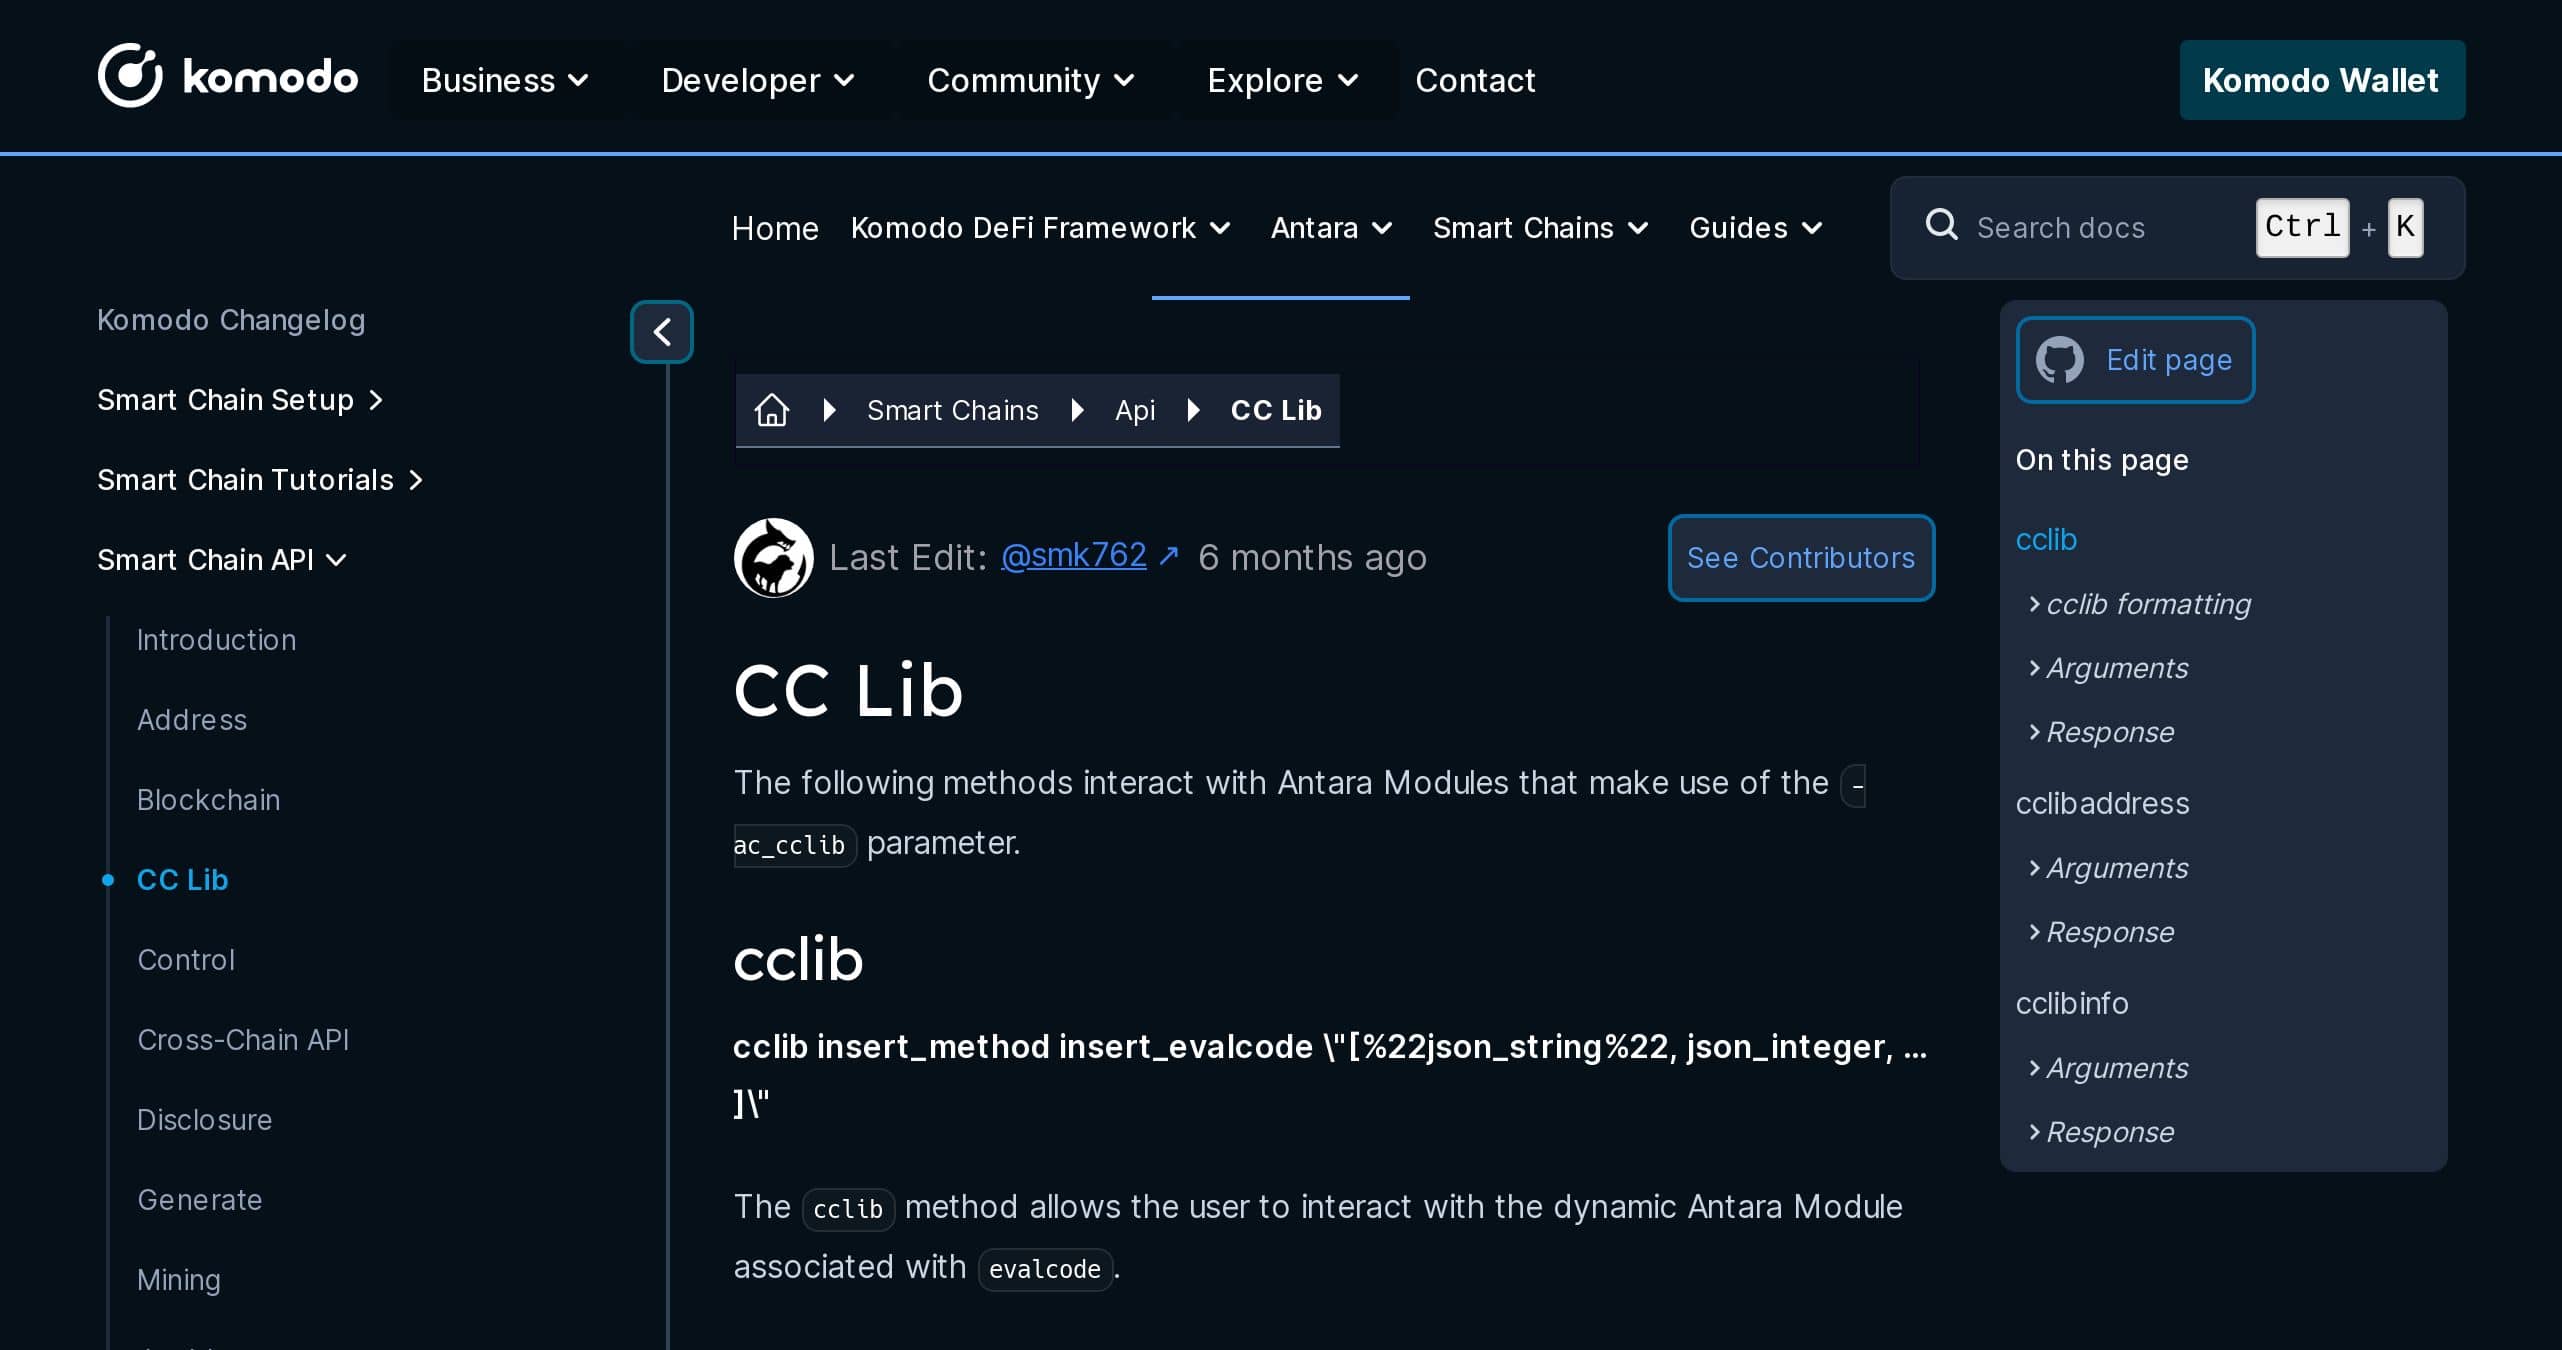 komodo
Business
Developer
Community
Explore
Contact
Komodo Wallet
Home
Komodo DeFi Framework
Antara
Smart Chains
Guides
Search docs
Ctrl + K
Komodo Changelog
Smart Chain Setup
Smart Chain Tutorials
Smart Chain API
Introduction
Address
Blockchain
CC Lib
Control
Cross-Chain API
Disclosure
Generate
Mining
Smart Chains
Api
CC Lib
Last Edit: @smk762 ↗ 6 months ago
See Contributors
CC Lib
The following methods interact with Antara Modules that make use of the -
ac_cclib parameter.
cclib
cclib insert_method insert_evalcode \"[%22json_string%22, json_integer, ...
]\"
The cclib method allows the user to interact with the dynamic Antara Module
associated with evalcode.
Edit page
On this page
cclib
cclib formatting
Arguments
Response
cclibaddress
Arguments
Response
cclibinfo
Arguments
Response